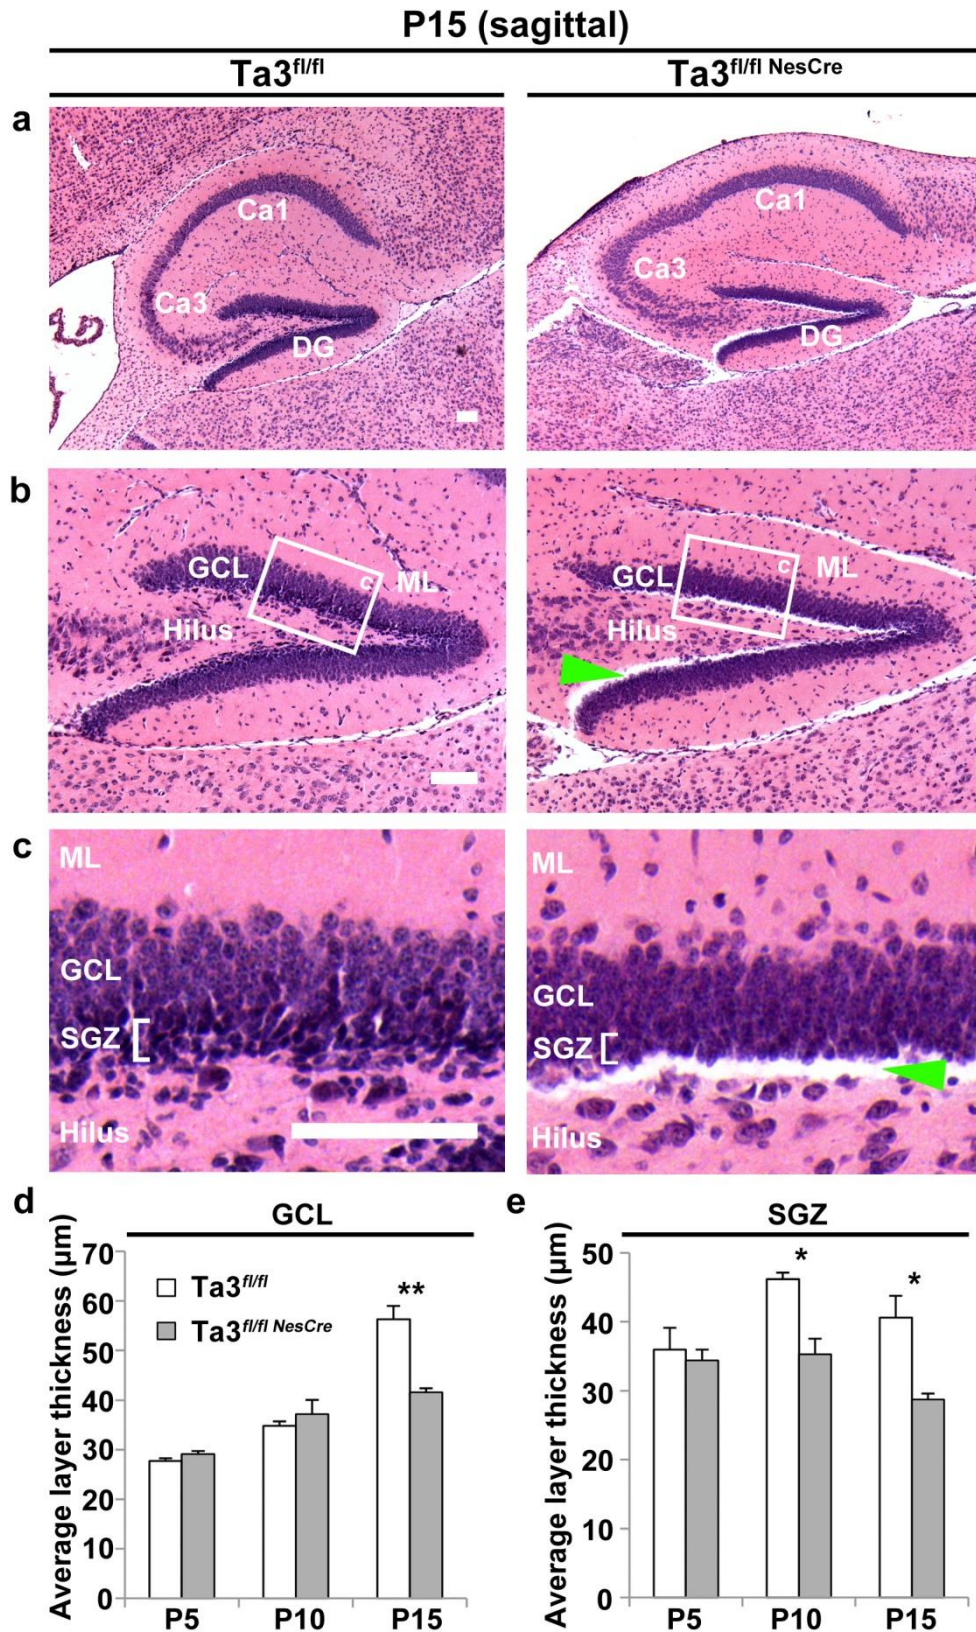 P15 (sagittal)
Ta3fl/fl
Ta3fl/fl NesCre
a
Ca1
Ca3
DG
Ca1
Ca3
DG
b
GCL
c
ML
Hilus
GCL
c
ML
Hilus
c
ML
GCL
SGZ
Hilus
ML
GCL
SGZ
Hilus
d
GCL
Average layer thickness (µm)
70
60
50
40
30
20
10
0
Ta3fl/fl
Ta3fl/fl NesCre
**
P5 P10 P15
e
SGZ
Average layer thickness (µm)
50
40
30
20
10
0
*
*
P5 P10 P15